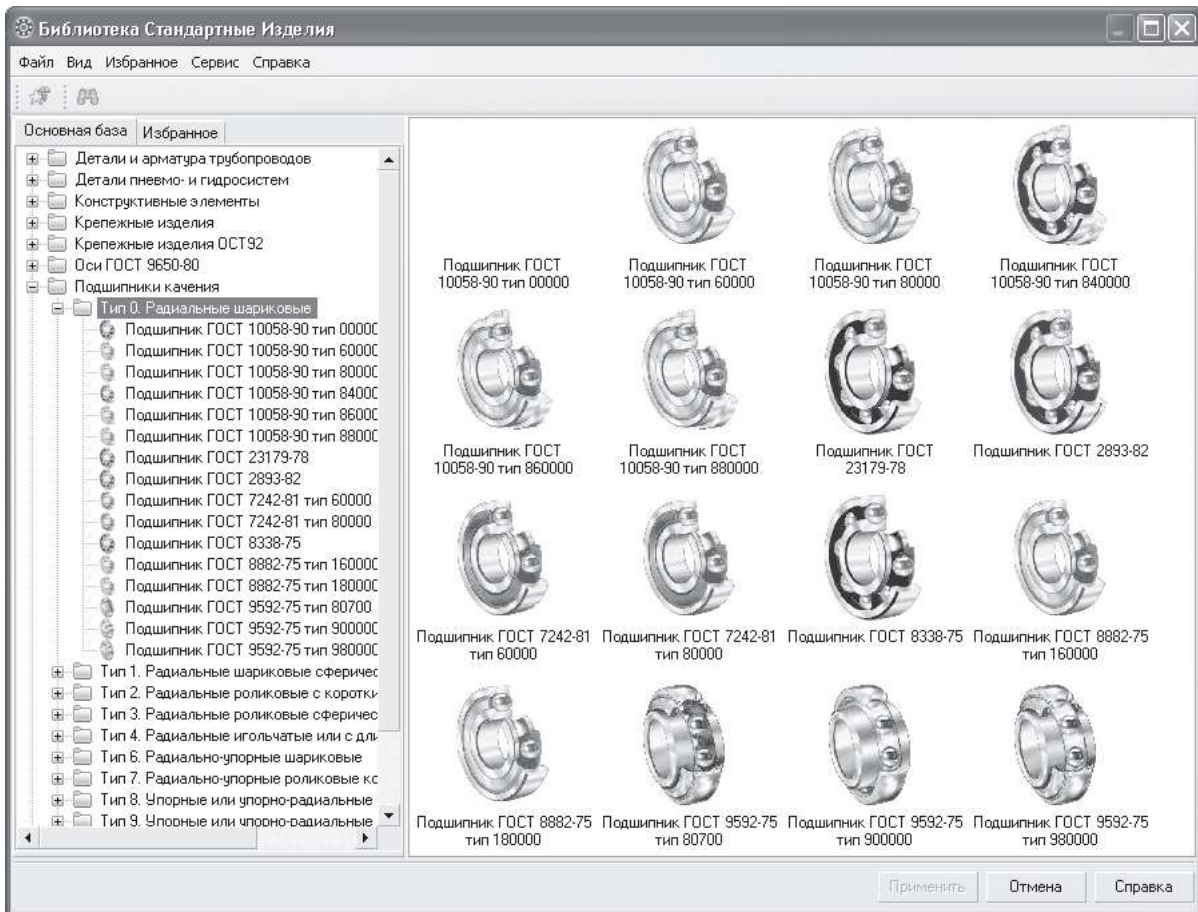 Библиотека Стандартные Изделия
Файл Вид Избранное Сервис Справка
Основная база Избранное
Детали и арматура трубопроводов
Детали пневмо- и гидросистем
Конструктивные элементы
Крепежные изделия
Крепежные изделия ОСТ92
Оси ГОСТ 9650-80
Подшипники качения
Тип 0. Радиальные шариковые
Подшипник ГОСТ 10058-90 тип 00000
Подшипник ГОСТ 10058-90 тип 6000
Подшипник ГОСТ 10058-90 тип 8000
Подшипник ГОСТ 10058-90 тип 8400
Подшипник ГОСТ 10058-90 тип 8600
Подшипник ГОСТ 10058-90 тип 8800
Подшипник ГОСТ 23179-78
Подшипник ГОСТ 2893-82
Подшипник ГОСТ 7242-81 тип 60000
Подшипник ГОСТ 7242-81 тип 80000
Подшипник ГОСТ 8338-75
Подшипник ГОСТ 8882-75 тип 16000
Подшипник ГОСТ 8882-75 тип 18000
Подшипник ГОСТ 9592-75 тип 80700
Подшипник ГОСТ 9592-75 тип 90000
Подшипник ГОСТ 9592-75 тип 98000
Тип 1. Радиальные шариковые сферичес
Тип 2. Радиальные роликовые с коротки
Тип 3. Радиальные роликовые сферичес
Тип 4. Радиальные игольчатые или с дли
Тип 6. Радиально-упорные шариковые
Тип 7. Радиально-упорные роликовые кс
Тип 8. Упорные или упорно-радиальные
Тип 9. Упорные или упорно-радиальные
Подшипник ГОСТ
10058-90 тип 00000
Подшипник ГОСТ
10058-90 тип 60000
Подшипник ГОСТ
10058-90 тип 80000
Подшипник ГОСТ
10058-90 тип 840000
Подшипник ГОСТ
10058-90 тип 860000
Подшипник ГОСТ
10058-90 тип 880000
Подшипник ГОСТ
23179-78
Подшипник ГОСТ 2893-82
Подшипник ГОСТ 7242-81
тип 60000
Подшипник ГОСТ 7242-81
тип 80000
Подшипник ГОСТ 8338-75
Подшипник ГОСТ 8882-75
тип 160000
Подшипник ГОСТ 8882-75
тип 180000
Подшипник ГОСТ 9592-75
тип 80700
Подшипник ГОСТ 9592-75
тип 900000
Подшипник ГОСТ 9592-75
тип 980000
Применить Отмена Справка